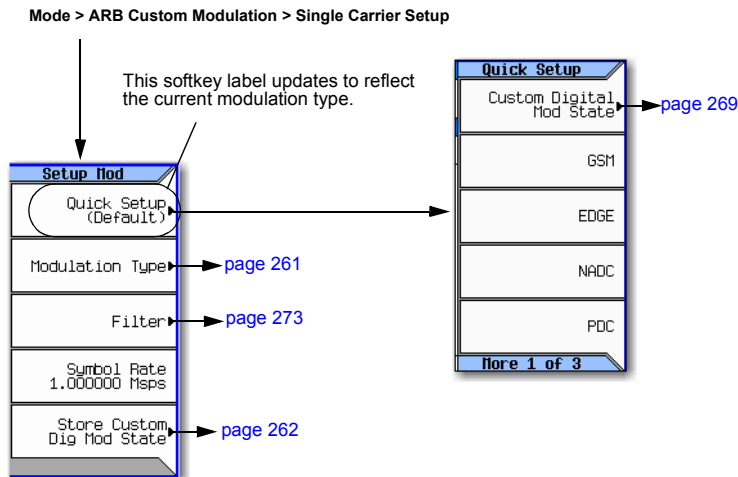 Mode > ARB Custom Modulation > Single Carrier Setup
This softkey label updates to reflect
the current modulation type.
Setup Mod
Quick Setup
(Default)
Modulation Type
page 261
Filter
page 273
Symbol Rate
1.000000 Msps
Store Custom
Dig Mod State
page 262
Quick Setup
Custom Digital
Mod State
page 269
GSM
EDGE
NADC
PDC
More 1 of 3